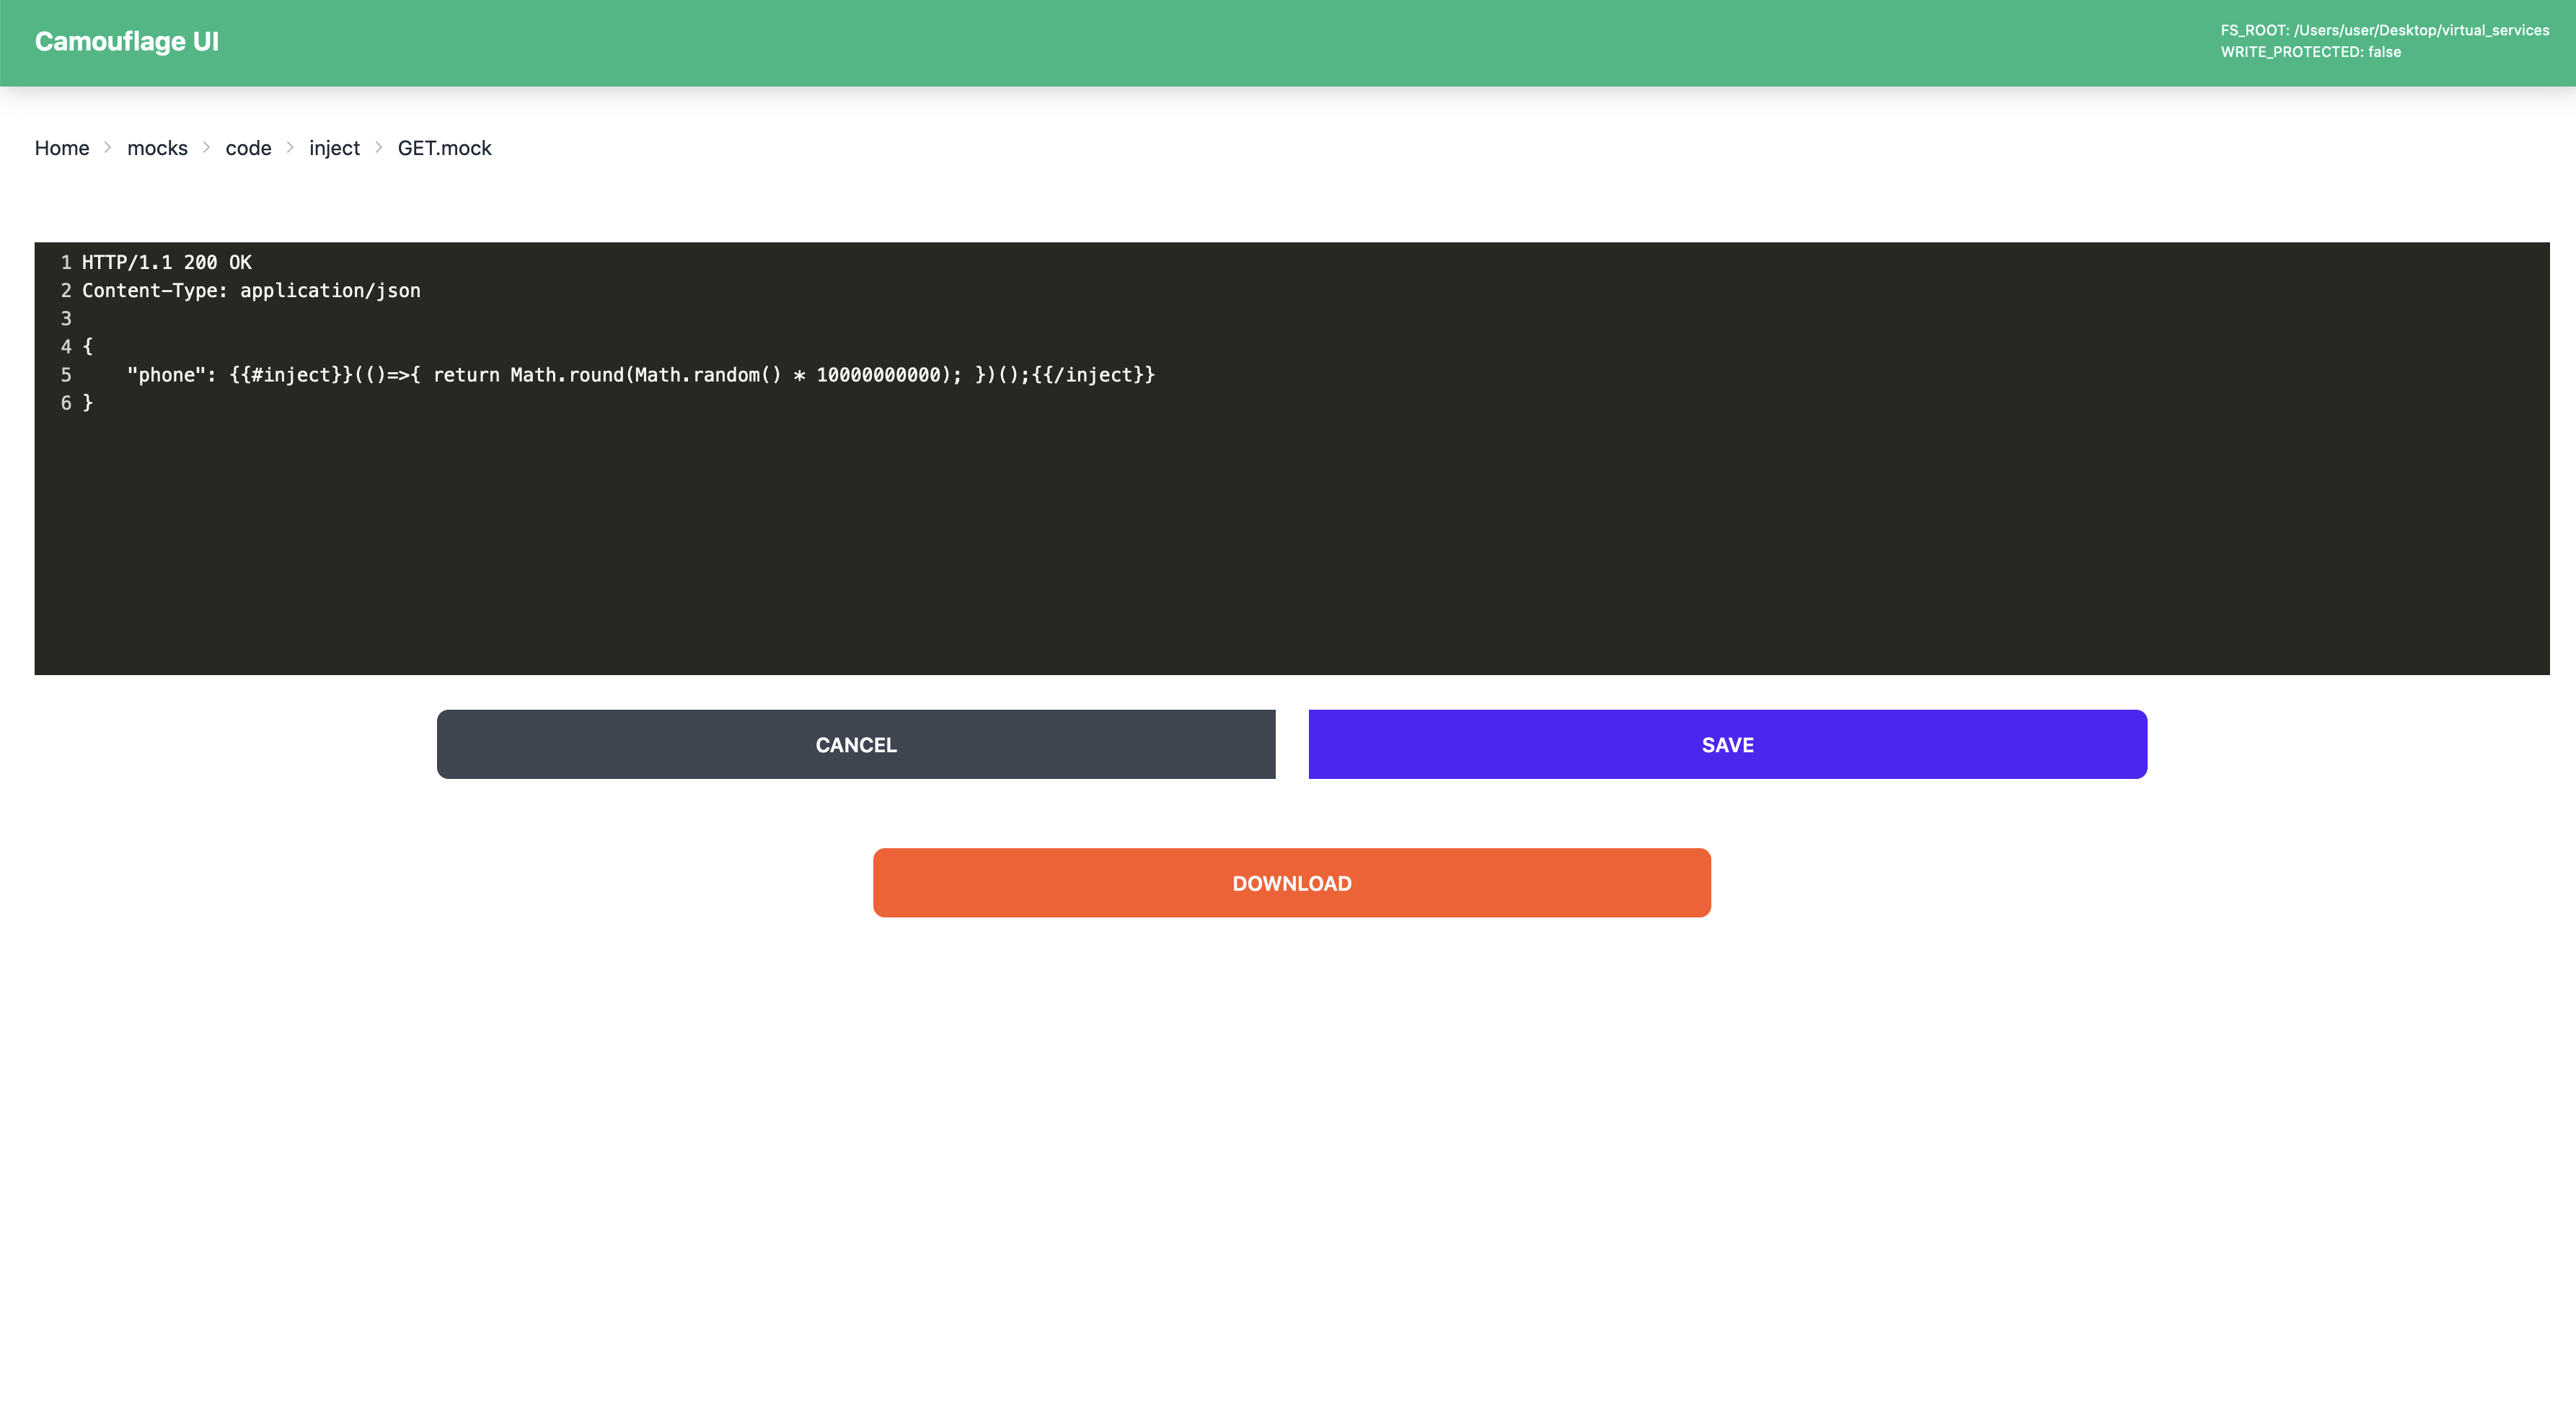 Camouflage UI
FS_ROOT: /Users/user/Desktop/virtual_services
WRITE_PROTECTED: false
Home > mocks > code > inject > GET.mock
1 HTTP/1.1 200 OK
2 Content-Type: application/json
3
4 {
5     "phone": {{#inject}}(()=>{ return Math.round(Math.random() * 10000000000); })();{{/inject}}
6 }
CANCEL
SAVE
DOWNLOAD